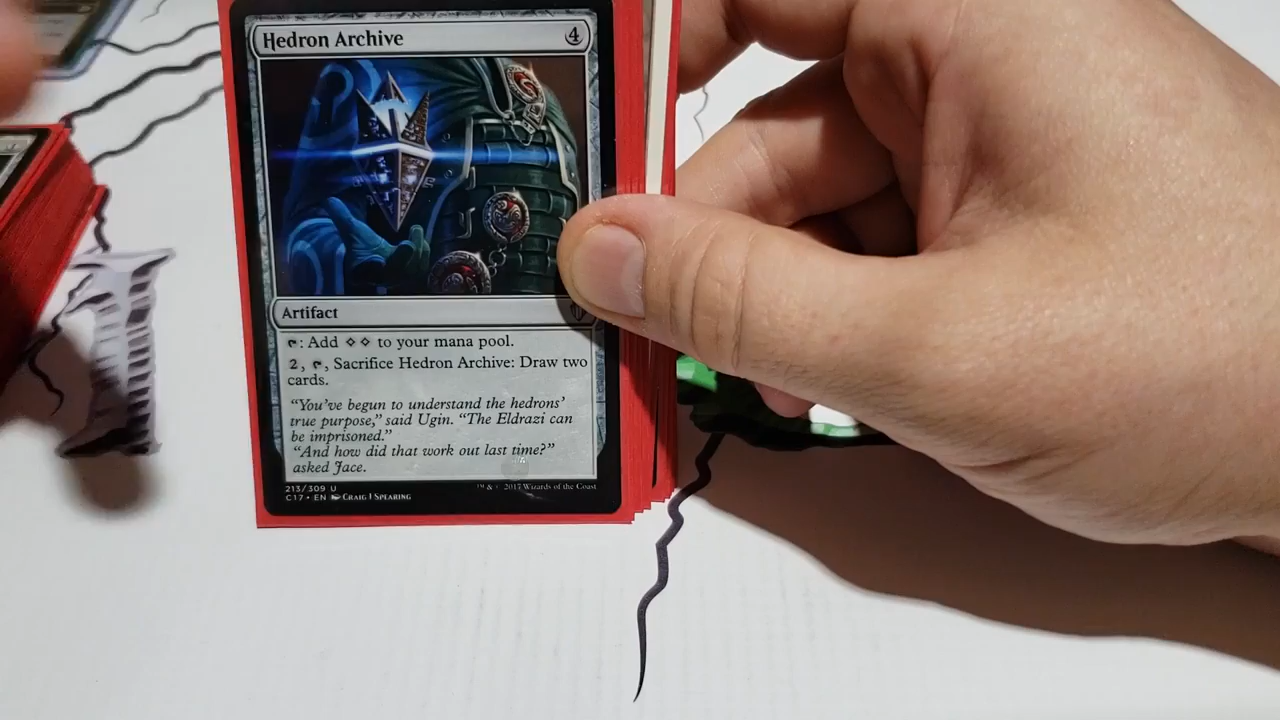 Hedron Archive 4
Artifact
: Add to your mana pool.
2, , Sacrifice Hedron Archive: Draw two
cards.
"You've begun to understand the hedrons'
true purpose," said Ugin. "The Eldrazi can
be imprisoned."
"And how did that work out last time?"
asked Jace.
213/309 U
C17 • EN Craig J Spearing
™ & © 2017 Wizards of the Coast